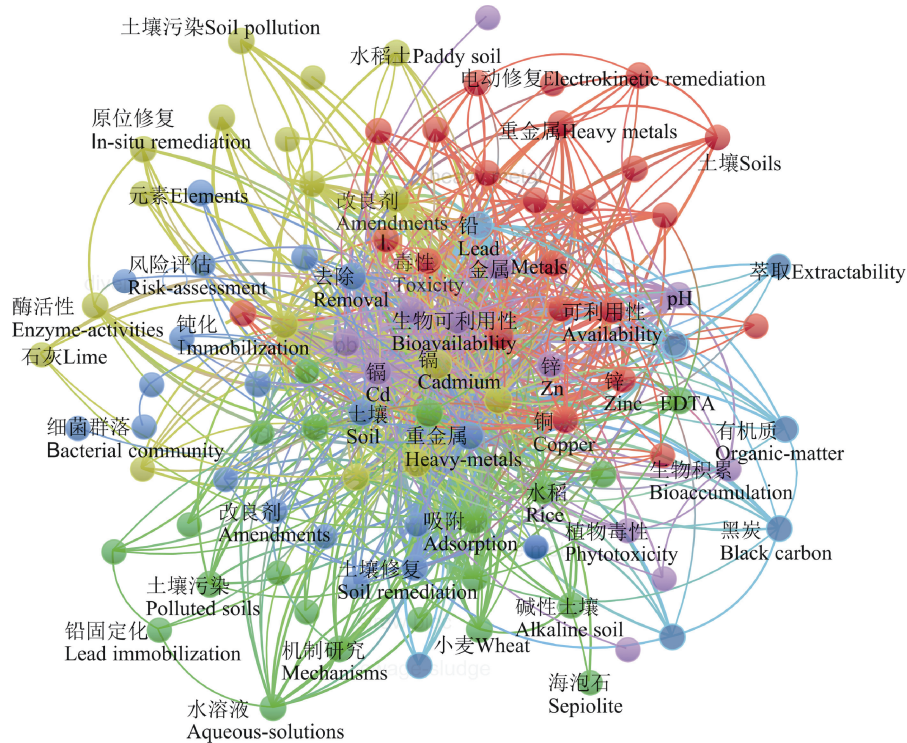 土壤污染Soil pollution
水稻土Paddy soil
电动修复Electrokinetic remediation
原位修复
In-situ remediation
重金属Heavy metals
土壤Soils
元素Elements
改良剂
Amendments
铅
Lead
风险评估
Risk-assessment
去除
Removal
毒性
Toxicity
金属Metals
萃取Extractability
酶活性
Enzyme-activities
钝化
Immobilization
生物可利用性
Bioayailability
可利用性
Availability
pH
石灰Lime
镉
Cd
镉
Cadmium
锌
Zn
锌
Zinc
EDTA
细菌群落
Bacterial community
土壤
Soil
重金属
Heavy-metals
铜
Copper
有机质
Organic-matter
生物积累
Bioaccumulation
改良剂
Amendments
吸附
Adsorption
水稻
Rice
植物毒性
Phytotoxicity
黑炭
Black carbon
土壤污染
Polluted soils
土壤修复
Soil remediation
碱性土壤
Alkaline soil
铅固定化
Lead immobilization
机制研究
Mechanisms
小麦Wheat
海泡石
Sepiolite
水溶液
Aqueous-solutions